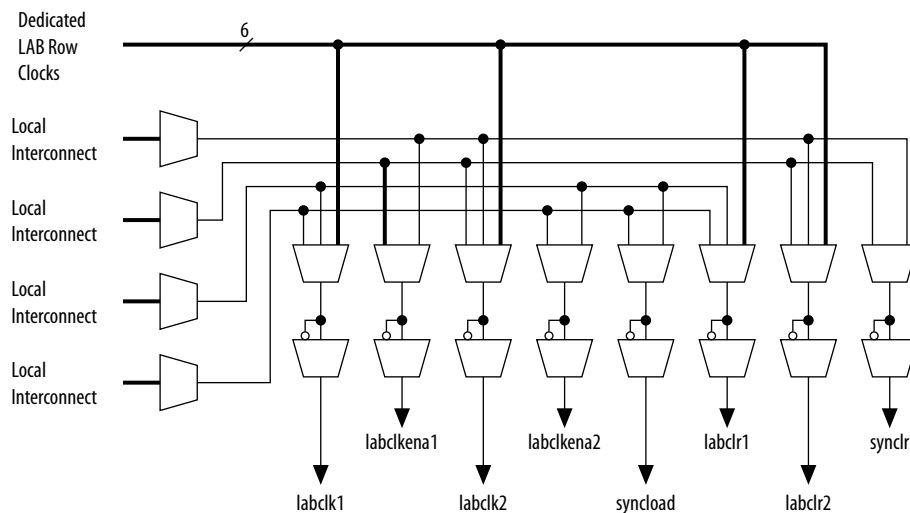 Dedicated
LAB Row
Clocks
6
Local
Interconnect
Local
Interconnect
Local
Interconnect
Local
Interconnect
labclkena1
labclkena2
labclr1
synclr
labclk1
labclk2
syncload
labclr2